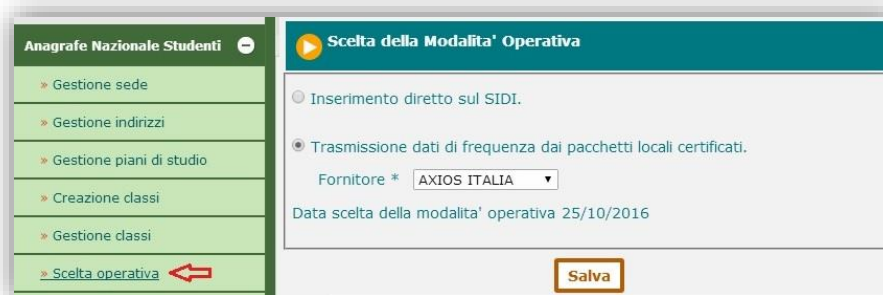 Anagrafe Nazionale Studenti
» Gestione sede
» Gestione indirizzi
» Gestione piani di studio
» Creazione classi
» Gestione classi
» Scelta operativa
Scelta della Modalita' Operativa
Inserimento diretto sul SIDI.
Trasmissione dati di frequenza dai pacchetti locali certificati.
Fornitore * AXIOS ITALIA
Data scelta della modalita' operativa 25/10/2016
Salva